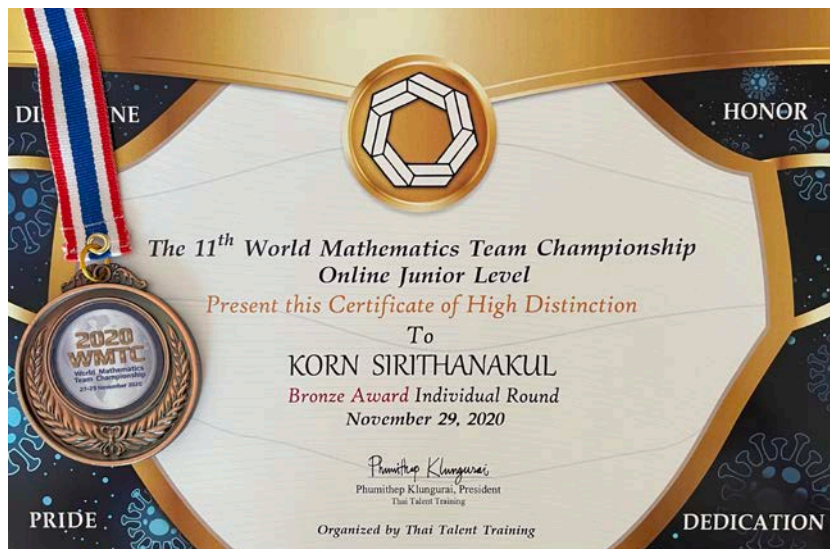 HONOR
The 11th World Mathematics Team Championship
Online Junior Level
Present this Certificate of High Distinction
To
KORN SIRITHANAKUL
Bronze Award Individual Round
November 29, 2020
2020
WMTC
World Mathematics
Team Championship
Phumithep Klungurai
Phumithep Klungurai, President
Thai Talent Training
Organized by Thai Talent Training
PRIDE
DEDICATION